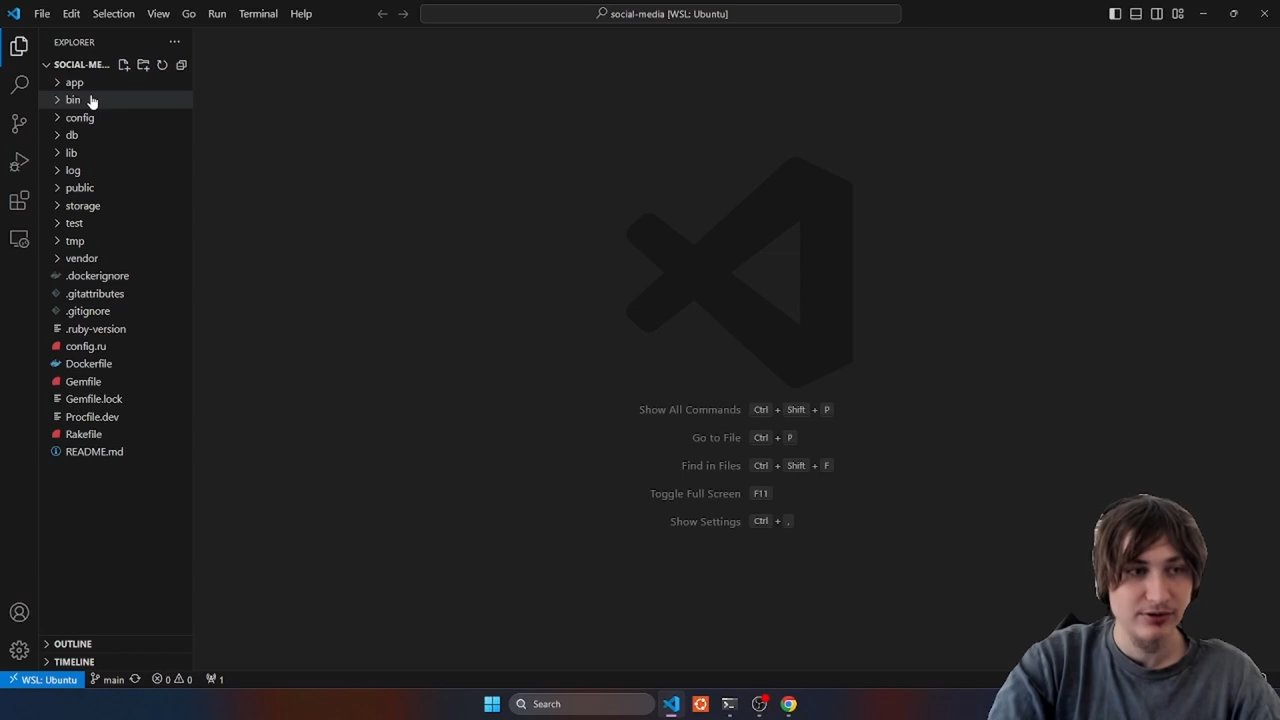 File Edit Selection View Go Run Terminal Help
social-media [WSL: Ubuntu]
EXPLORER
SOCIAL-ME...
app
bin
config
db
lib
log
public
storage
test
tmp
vendor
.dockerignore
.gitattributes
.gitignore
.ruby-version
config.ru
Dockerfile
Gemfile
Gemfile.lock
Procfile.dev
Rakefile
README.md
Show All Commands Ctrl + Shift + P
Go to File Ctrl + P
Find in Files Ctrl + Shift + F
Toggle Full Screen F11
Show Settings Ctrl + ,
OUTLINE
TIMELINE
WSL: Ubuntu main 0 0 1
Search